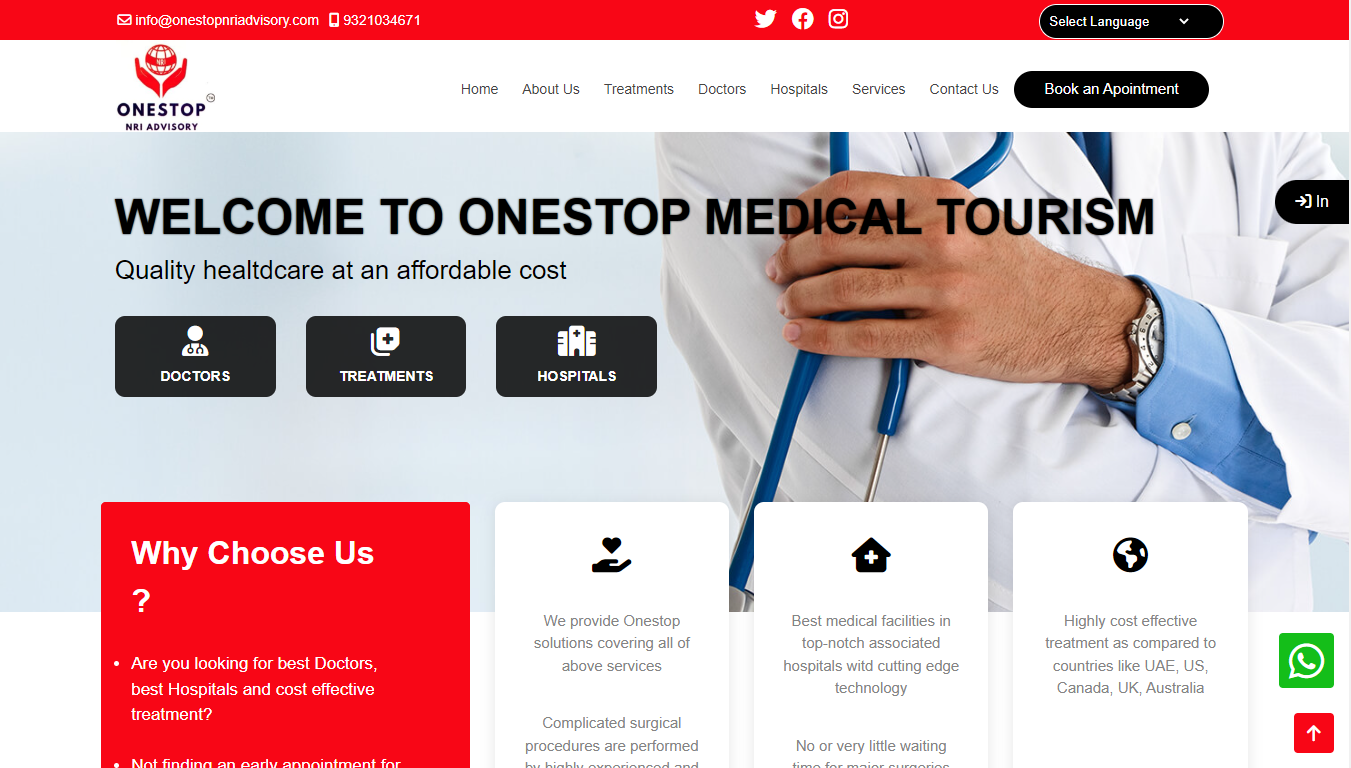 info@onestopnriadvisory.com 9321034671
Select Language
NRI
ONESTOP
NRI ADVISORY
Home About Us Treatments Doctors Hospitals Services Contact Us Book an Apointment
WELCOME TO ONESTOP MEDICAL TOURISM
In
Quality healtdcare at an affordable cost
DOCTORS TREATMENTS HOSPITALS
Why Choose Us
?
• Are you looking for best Doctors,
best Hospitals and cost effective
treatment?
• Not finding an early appointment for
We provide Onestop
solutions covering all of
above services
Complicated surgical
procedures are performed
by highly experienced and
Best medical facilities in
top-notch associated
hospitals witd cutting edge
technology
No or very little waiting
time for major surgeries
Highly cost effective
treatment as compared to
countries like UAE, US,
Canada, UK, Australia